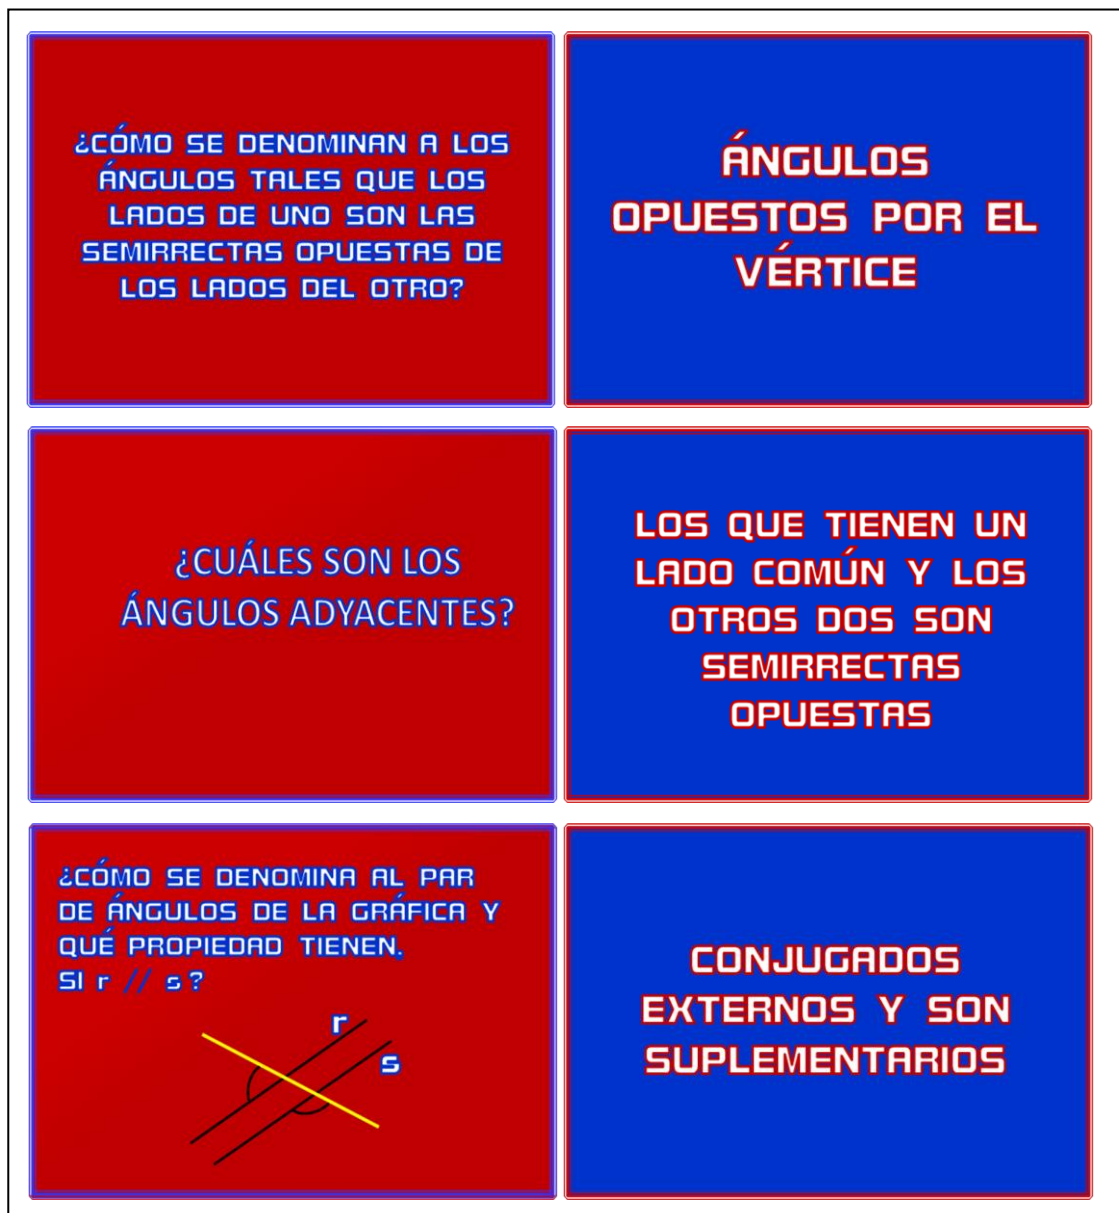 ¿CÓMO SE DENOMINAN A LOS
ÁNGULOS TALES QUE LOS
LADOS DE UNO SON LAS
SEMIRRECTAS OPUESTAS DE
LOS LADOS DEL OTRO?
ÁNGULOS
OPUESTOS POR EL
VÉRTICE
¿CUÁLES SON LOS
ÁNGULOS ADYACENTES?
LOS QUE TIENEN UN
LADO COMÚN Y LOS
OTROS DOS SON
SEMIRRECTAS
OPUESTAS
¿CÓMO SE DENOMINA AL PAR
DE ÁNGULOS DE LA GRÁFICA Y
QUÉ PROPIEDAD TIENEN.
SI r // s?
r
s
CONJUGADOS
EXTERNOS Y SON
SUPLEMENTARIOS